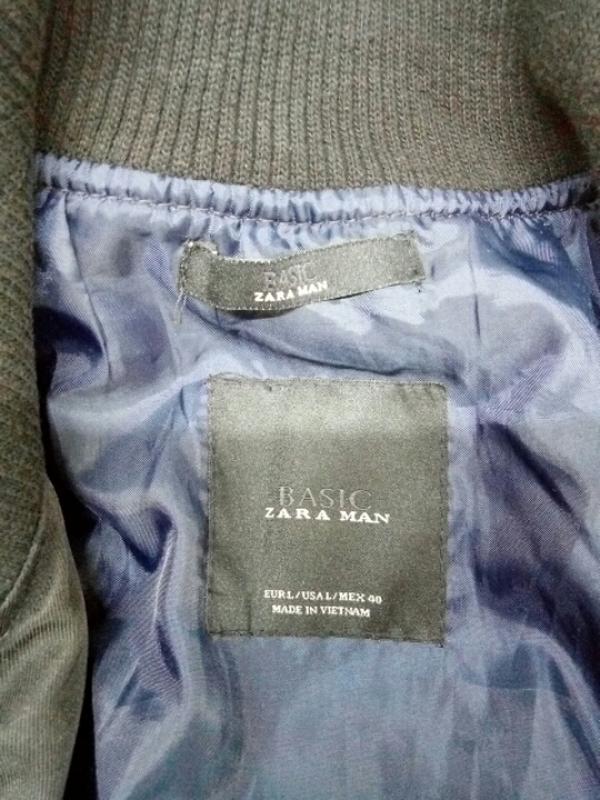 BASIC
ZARA MAN
BASIC
ZARA MAN
EUR L / USA L / MEX 40
MADE IN VIETNAM